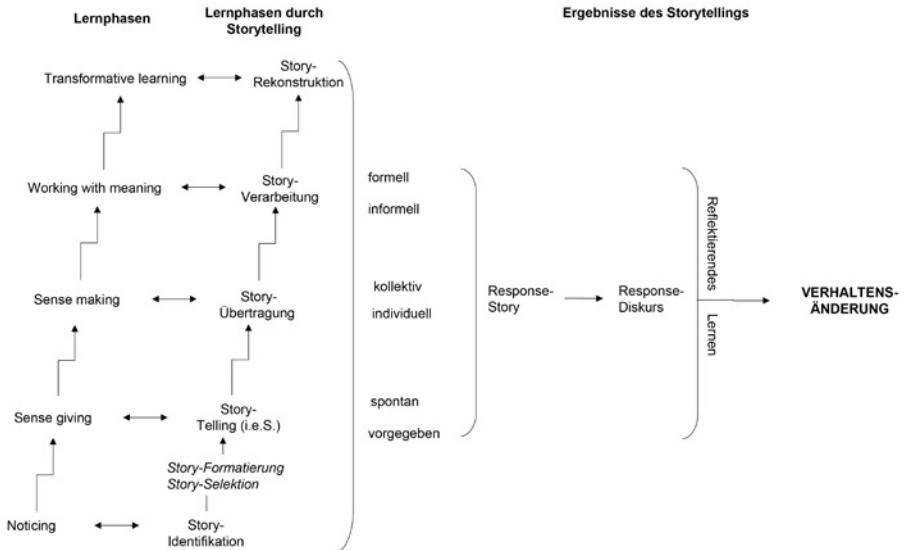 Lernphasen
Lernphasen durch
Storytelling
Ergebnisse des Storytellings
Transformative learning
Story-
Rekonstruktion
Working with meaning
Story-
Verarbeitung
Sense making
Story-
Übertragung
Sense giving
Story-
Telling (i.e.S.)
Story-Formatierung
Story-Selektion
Noticing
Story-
Identifikation
formell
informell
kollektiv
individuell
spontan
vorgegeben
Response-
Story
Response-
Diskurs
Reflektierendes
Lernen
VERHALTENS-
ÄNDERUNG